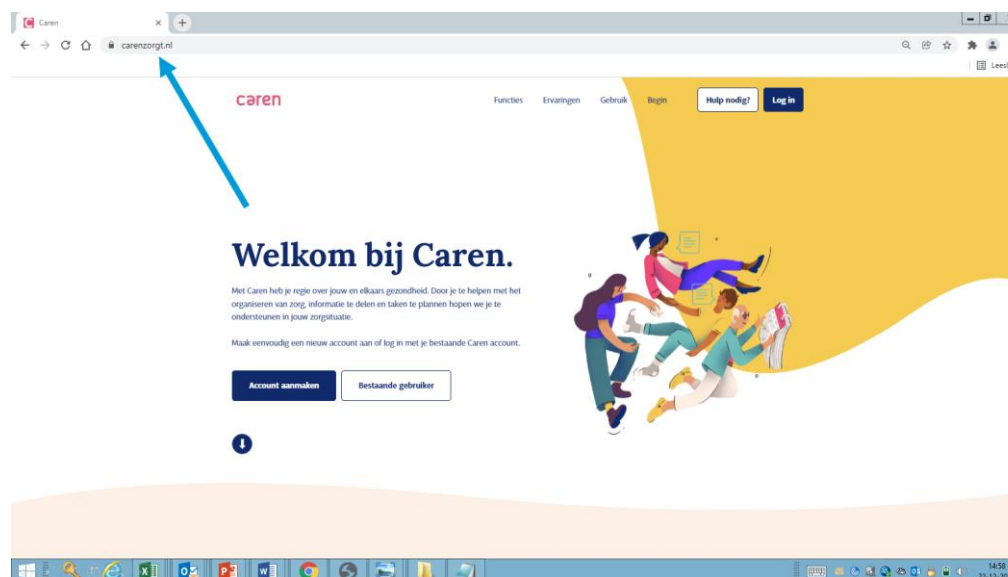 Caren
carenzorgt.nl
caren
Functies Ervaringen Gebruik Begin Hulp nodig? Log in
Welkom bij Caren.
Met Caren heb je regie over jouw en elkaars gezondheid. Door je te helpen met het
organiseren van zorg, informatie te delen en taken te plannen hopen we je te
ondersteunen in jouw zorgsituatie.
Maak eenvoudig een nieuw account aan of log in met je bestaande Caren account.
Account aanmaken Bestaande gebruiker